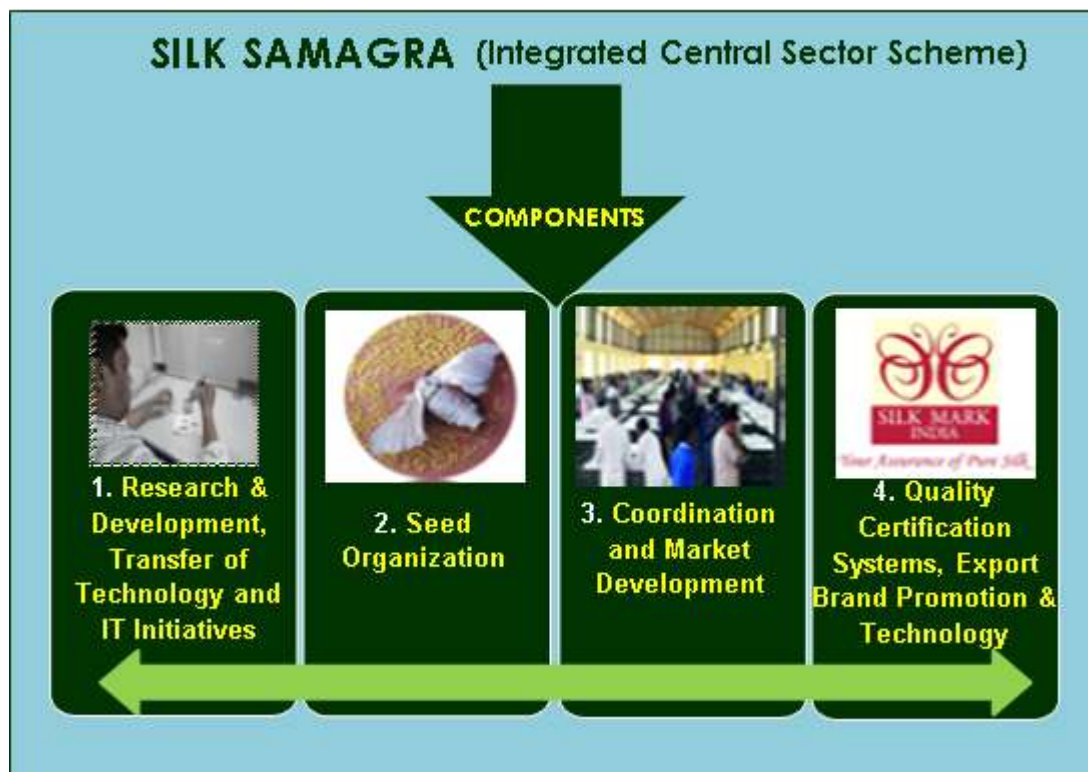 SILK SAMAGRA (Integrated Central Sector Scheme)
COMPONENTS
1. Research &
Development,
Transfer of
Technology and
IT Initiatives
2. Seed
Organization
3. Coordination
and Market
Development
SILK MARK
INDIA
Your Assurance of Pure Silk
4. Quality
Certification
Systems, Export
Brand Promotion &
Technology